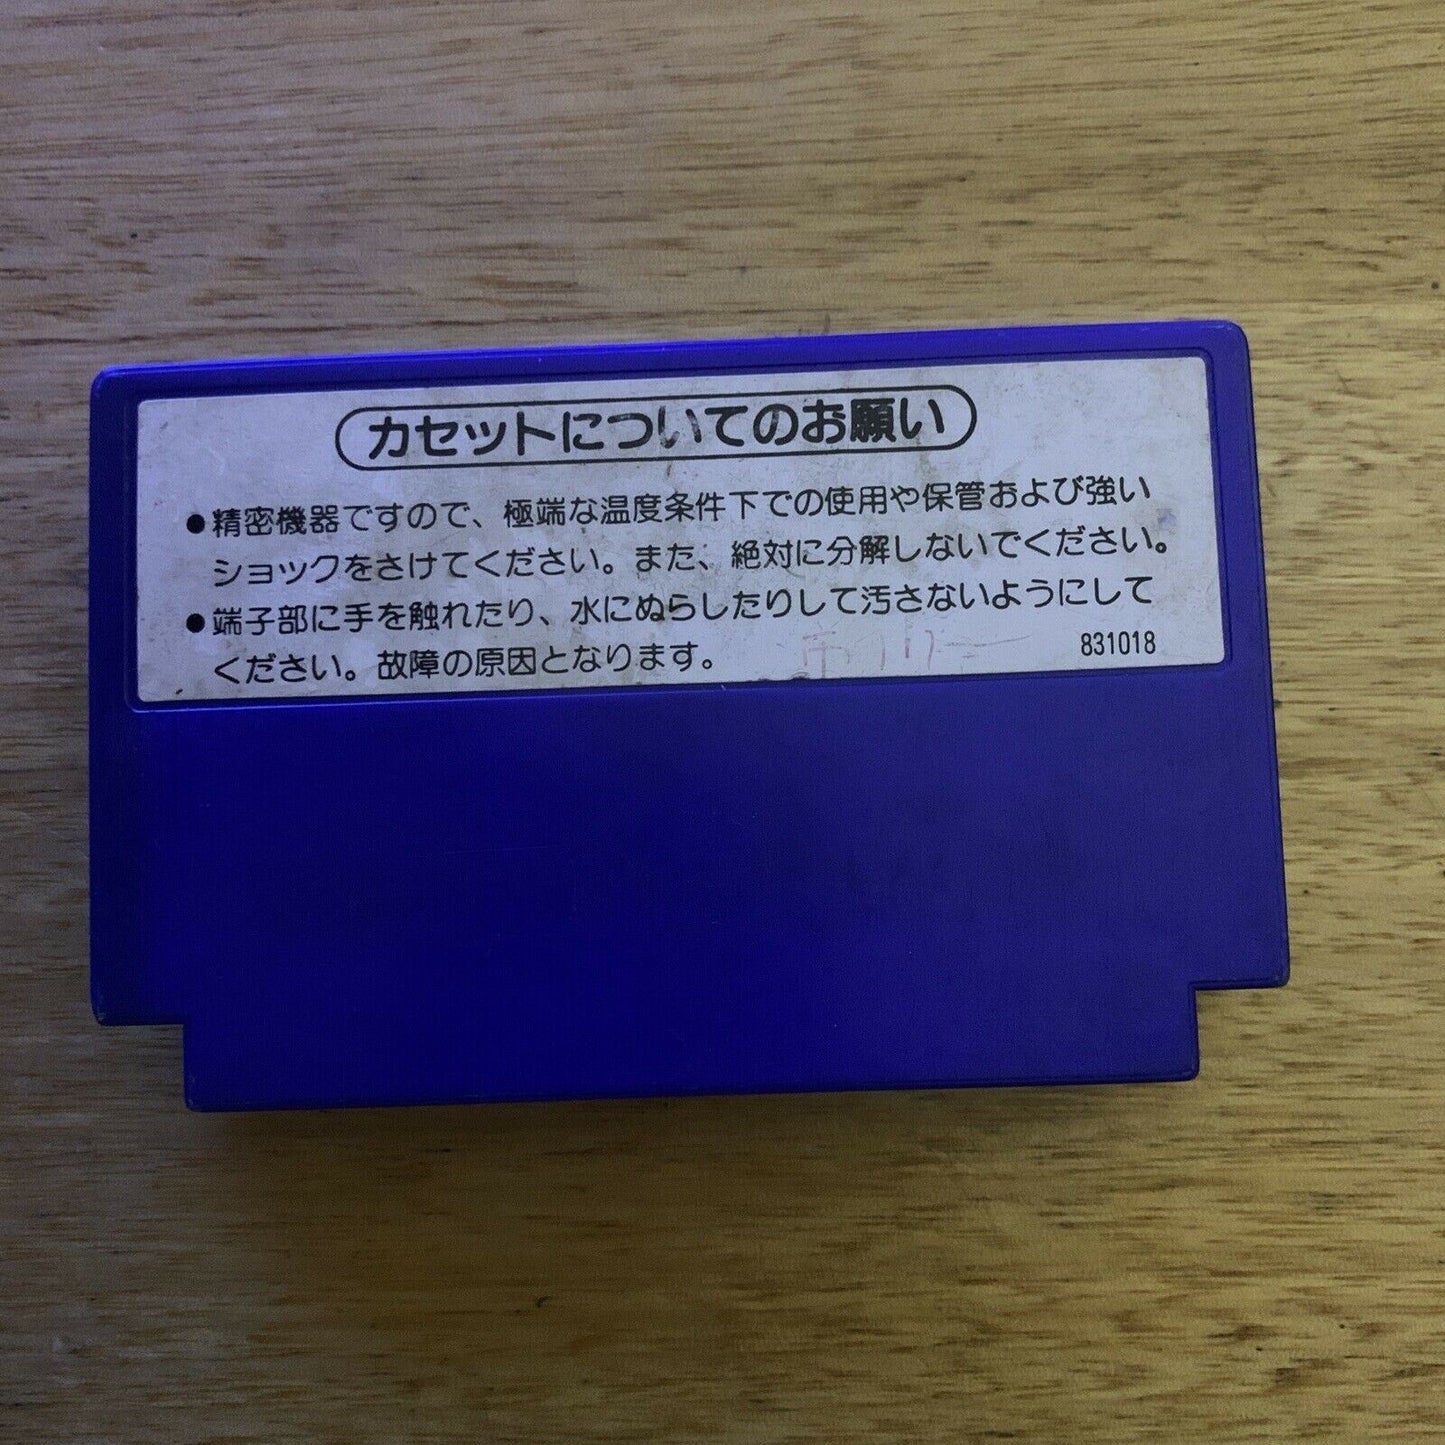 カセットについてのお願い
●精密機器ですので、極端な温度条件下での使用や保管および強い
ショックをさけてください。また、絶対に分解しないでください。
●端子部に手を触れたり、水にぬらしたりして汚さないようにして
ください。故障の原因となります。
831018